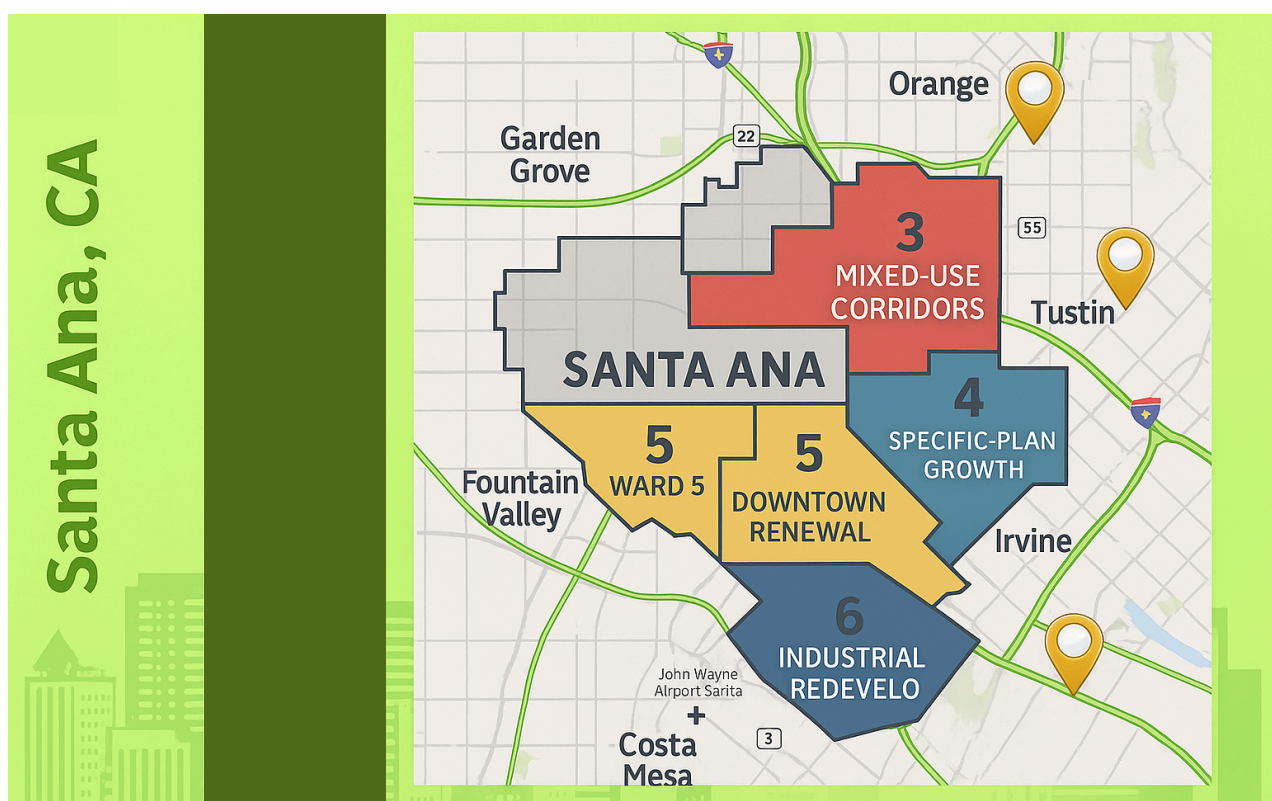 Santa Ana, CA
Orange
Garden
Grove
22
3
MIXED-USE
CORRIDORS
55
Tustin
SANTA ANA
4
SPECIFIC-PLAN
GROWTH
5
WARD 5
5
DOWNTOWN
RENEWAL
Fountain
Valley
Irvine
6
INDUSTRIAL
REDEVELO
John Wayne
AIrport Sarita
3
Costa
Mesa